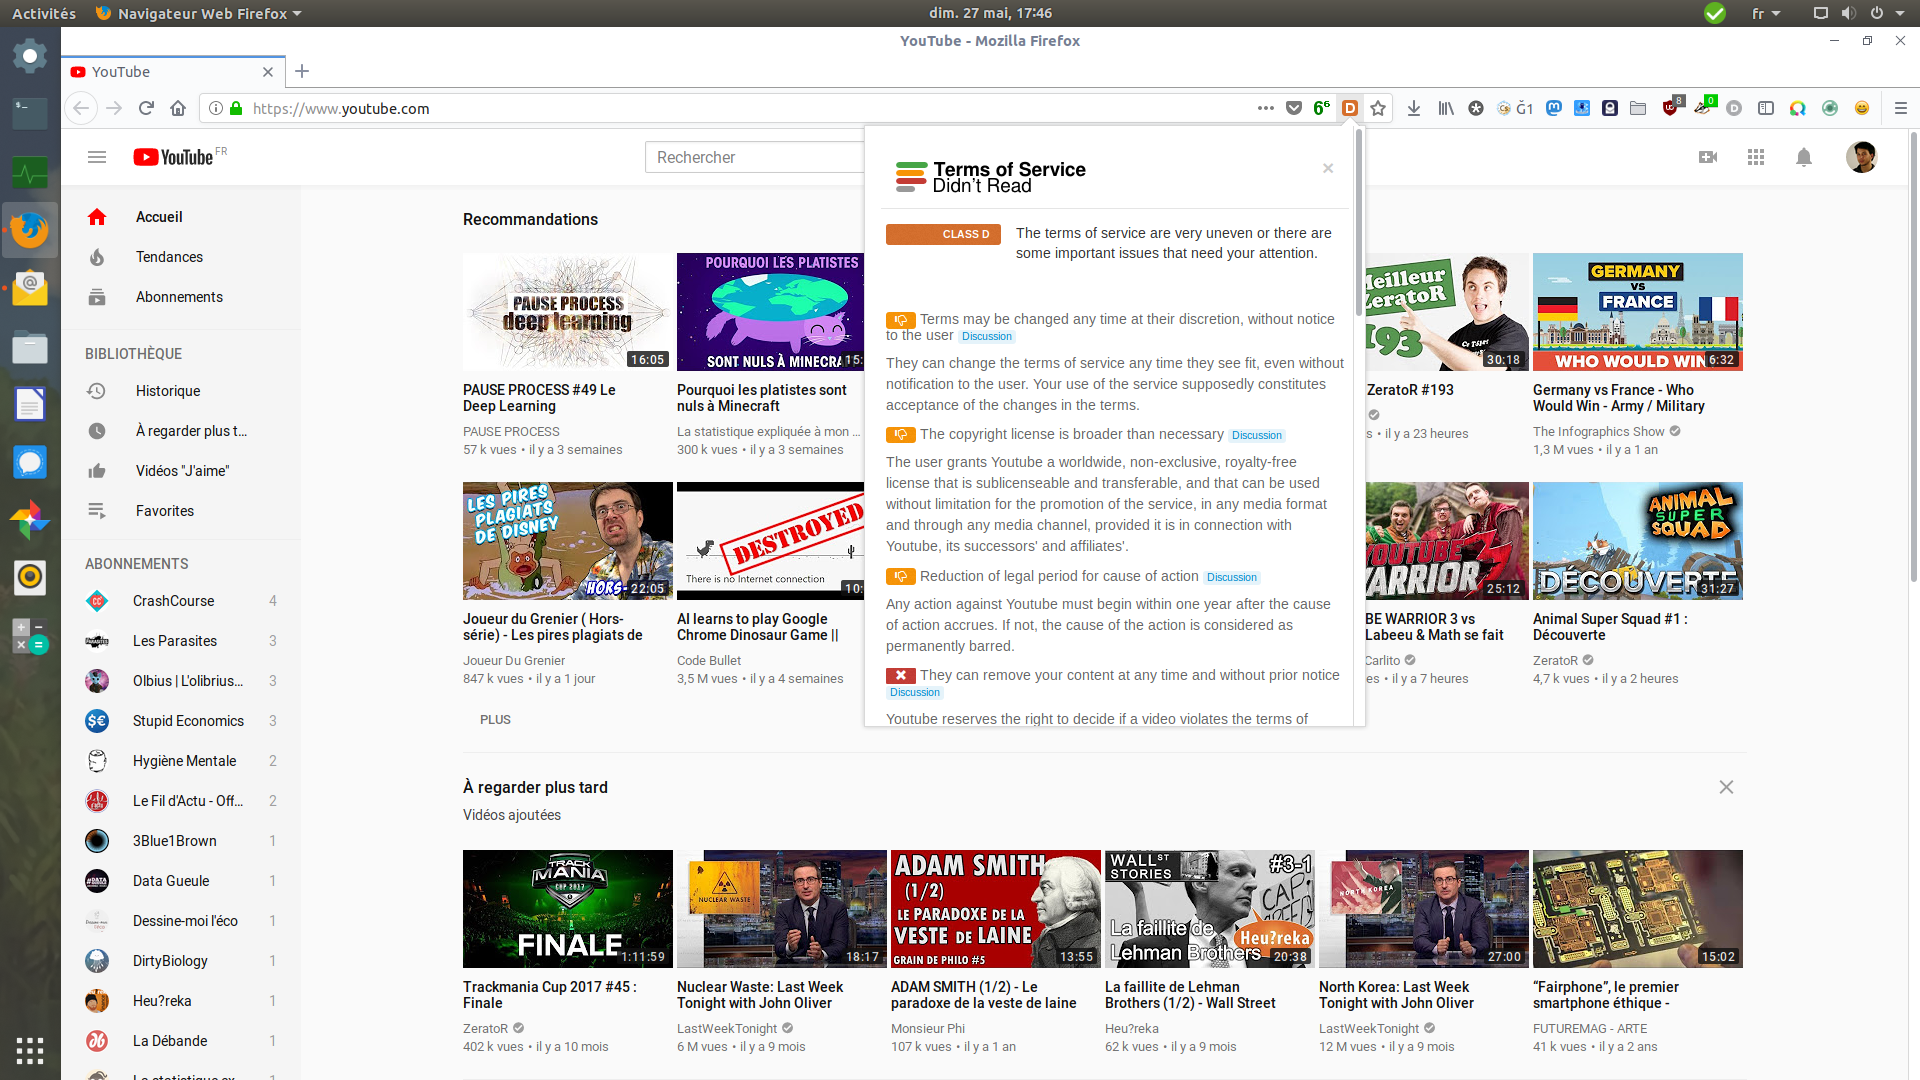 Activités
Navigateur Web Firefox
dim. 27 mai, 17:46
fr
YouTube - Mozilla Firefox
YouTube
https://www.youtube.com
6⁶
D
Ğ1
8
0
YouTube FR
Rechercher
Accueil
Tendances
Abonnements
BIBLIOTHÈQUE
Historique
À regarder plus t...
Vidéos "J'aime"
Favorites
ABONNEMENTS
CrashCourse 4
Les Parasites 3
Olbius | L'olibrius... 3
Stupid Economics 3
Hygiène Mentale 2
Le Fil d'Actu - Off... 2
3Blue1Brown 1
Data Gueule 1
Dessine-moi l'éco 1
DirtyBiology 1
Heu?reka 1
La Débande 1
Recommandations
PAUSE PROCESS
deep learning
16:05
PAUSE PROCESS #49 Le
Deep Learning
PAUSE PROCESS
57 k vues • il y a 3 semaines
POURQUOI LES PLATISTES
SONT NULS À MINECRA
15:
Pourquoi les platistes sont
nuls à Minecraft
La statistique expliquée à mon ...
300 k vues • il y a 3 semaines
Terms of Service
Didn't Read
×
CLASS D
The terms of service are very uneven or there are
some important issues that need your attention.
Terms may be changed any time at their discretion, without notice
to the user Discussion
They can change the terms of service any time they see fit, even without
notification to the user. Your use of the service supposedly constitutes
acceptance of the changes in the terms.
The copyright license is broader than necessary Discussion
The user grants Youtube a worldwide, non-exclusive, royalty-free
license that is sublicenseable and transferable, and that can be used
without limitation for the promotion of the service, in any media format
and through any media channel, provided it is in connection with
Youtube, its successors' and affiliates'.
Reduction of legal period for cause of action Discussion
Any action against Youtube must begin within one year after the cause
of action accrues. If not, the cause of the action is considered as
permanently barred.
They can remove your content at any time and without prior notice
Discussion
Youtube reserves the right to decide if a video violates the terms of
Meilleur
ZeratoR
193
30:18
ZeratoR #193
s • il y a 23 heures
GERMANY
VS
FRANCE
WHO WOULD WIN
6:32
Germany vs France - Who
Would Win - Army / Military
The Infographics Show
1,3 M vues • il y a 1 an
LES PIRES
PLAGIATS
DE DISNEY
HORS-
22:05
Joueur du Grenier ( Hors-
série) - Les pires plagiats de
Joueur Du Grenier
847 k vues • il y a 1 jour
DESTROYED
There is no Internet connection
10:
AI learns to play Google
Chrome Dinosaur Game ||
Code Bullet
3,5 M vues • il y a 4 semaines
YOUTUBE
WARRIOR 3
25:12
BE WARRIOR 3 vs
Labeeu & Math se fait
Carlito
es • il y a 7 heures
ANIMAL
SUPER
SQUAD
DÉCOUVERTE
31:27
Animal Super Squad #1 :
Découverte
ZeratoR
4,7 k vues • il y a 2 heures
PLUS
À regarder plus tard
Vidéos ajoutées
TRACK
MANIA
CUP 2017
FINALE
1:11:59
Trackmania Cup 2017 #45 :
Finale
ZeratoR
402 k vues • il y a 10 mois
NUCLEAR WASTE
18:17
Nuclear Waste: Last Week
Tonight with John Oliver
LastWeekTonight
6 M vues • il y a 9 mois
ADAM SMITH
(1/2)
LE PARADOXE DE LA
VESTE DE LAINE
GRAIN DE PHILO #5
13:55
ADAM SMITH (1/2) - Le
paradoxe de la veste de laine
Monsieur Phi
107 k vues • il y a 1 an
WALL ST
STORIES
#3-1
La faillite de
Lehman Brothers
Heu?reka
20:38
La faillite de Lehman
Brothers (1/2) - Wall Street
Heu?reka
62 k vues • il y a 9 mois
NORTH KOREA
27:00
North Korea: Last Week
Tonight with John Oliver
LastWeekTonight
12 M vues • il y a 9 mois
15:02
“Fairphone”, le premier
smartphone éthique -
FUTUREMAG - ARTE
41 k vues • il y a 2 ans